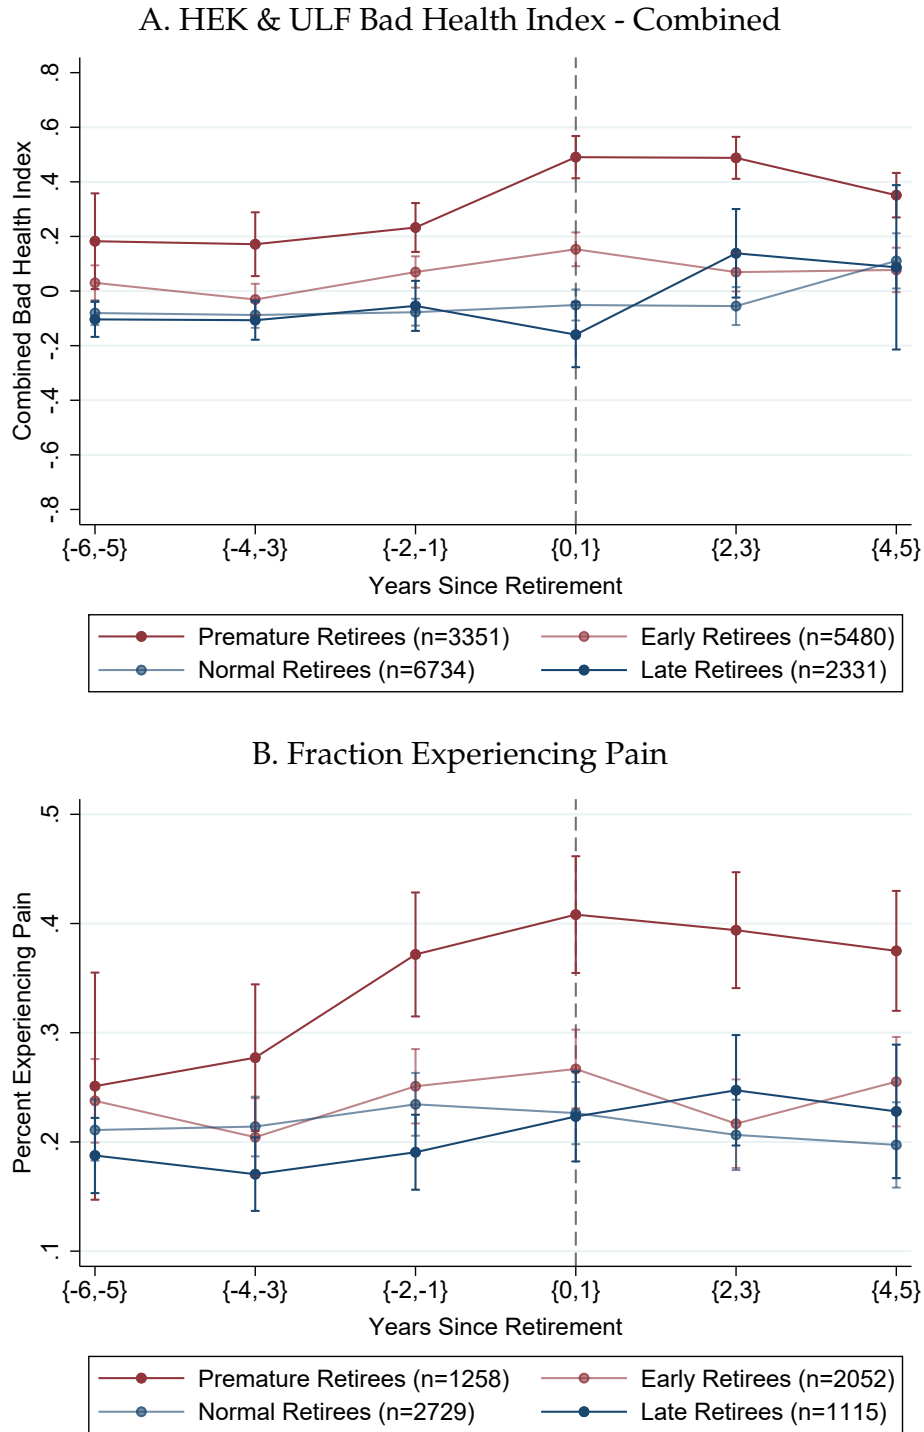 A. HEK & ULF Bad Health Index - Combined
Combined Bad Health Index
.8
.6
.4
.2
0
-.2
-.4
-.6
-.8
{-6,-5} {-4,-3} {-2,-1} {0,1} {2,3} {4,5}
Years Since Retirement
Premature Retirees (n=3351) Early Retirees (n=5480)
Normal Retirees (n=6734) Late Retirees (n=2331)
B. Fraction Experiencing Pain
Percent Experiencing Pain
.5
.4
.3
.2
.1
{-6,-5} {-4,-3} {-2,-1} {0,1} {2,3} {4,5}
Years Since Retirement
Premature Retirees (n=1258) Early Retirees (n=2052)
Normal Retirees (n=2729) Late Retirees (n=1115)